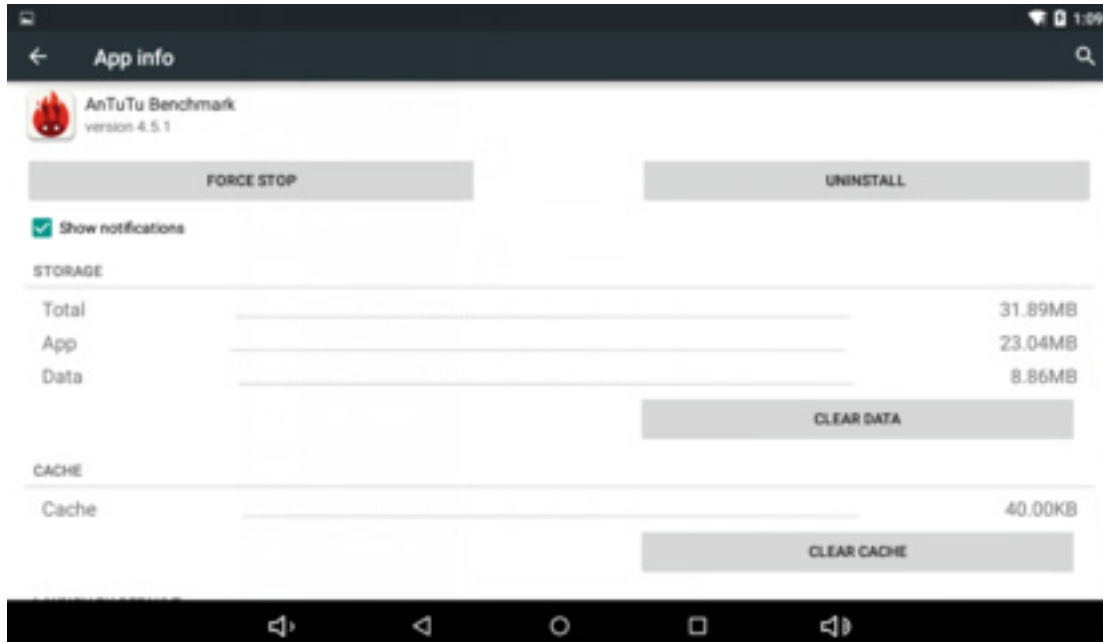 1:09
App info
AnTuTu Benchmark
version 4.5.1
FORCE STOP UNINSTALL
Show notifications
STORAGE
Total 31.89MB
App 23.04MB
Data 8.86MB
CLEAR DATA
CACHE
Cache 40.00KB
CLEAR CACHE